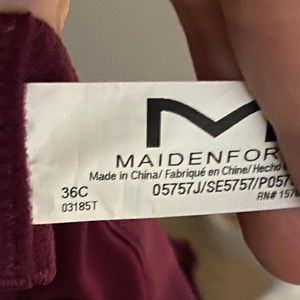 MAIDENFOR
Made in China/ Fabriqué en Chine/ Hecho
36C 05757J/SE5757/P057
03185T RN# 157